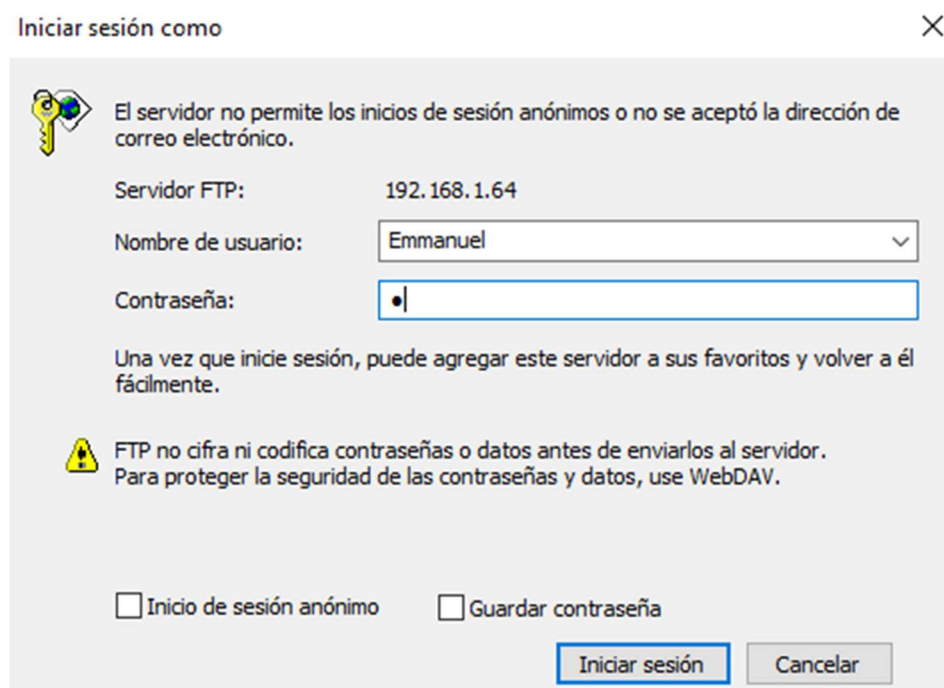 Iniciar sesión como
El servidor no permite los inicios de sesión anónimos o no se aceptó la dirección de
correo electrónico.
Servidor FTP: 192.168.1.64
Nombre de usuario: Emmanuel
Contraseña: ●
Una vez que inicie sesión, puede agregar este servidor a sus favoritos y volver a él
fácilmente.
FTP no cifra ni codifica contraseñas o datos antes de enviarlos al servidor.
Para proteger la seguridad de las contraseñas y datos, use WebDAV.
Inicio de sesión anónimo Guardar contraseña
Iniciar sesión Cancelar